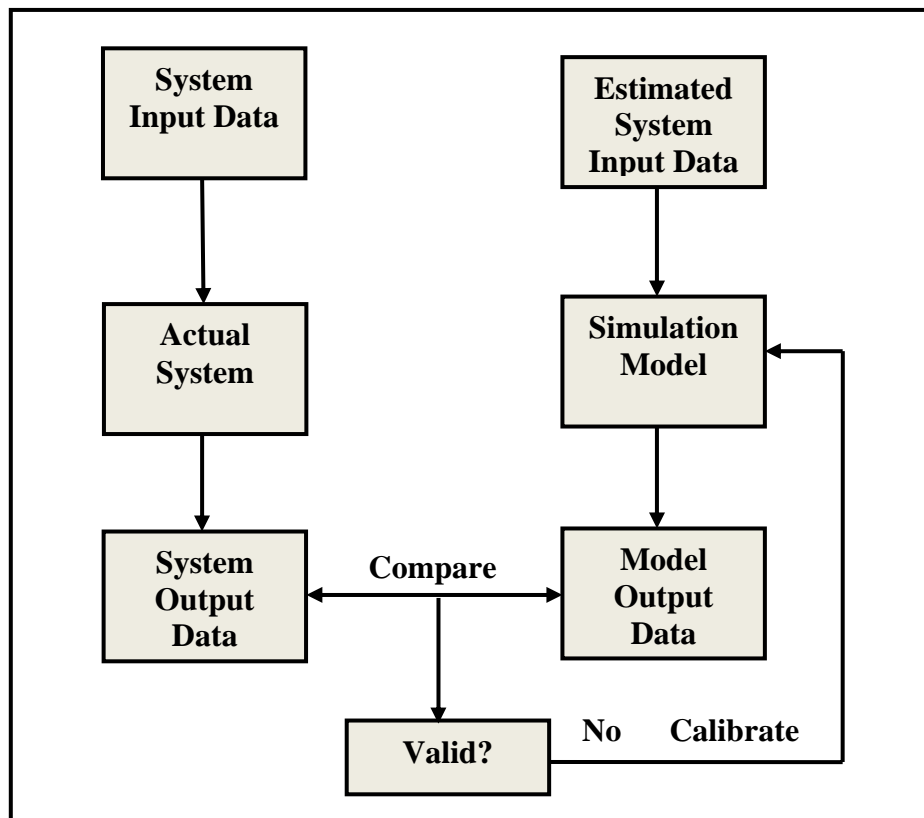 System
Input Data
Estimated
System
Input Data
Actual
System
Simulation
Model
System
Output
Data
Compare
Model
Output
Data
Valid?
No Calibrate